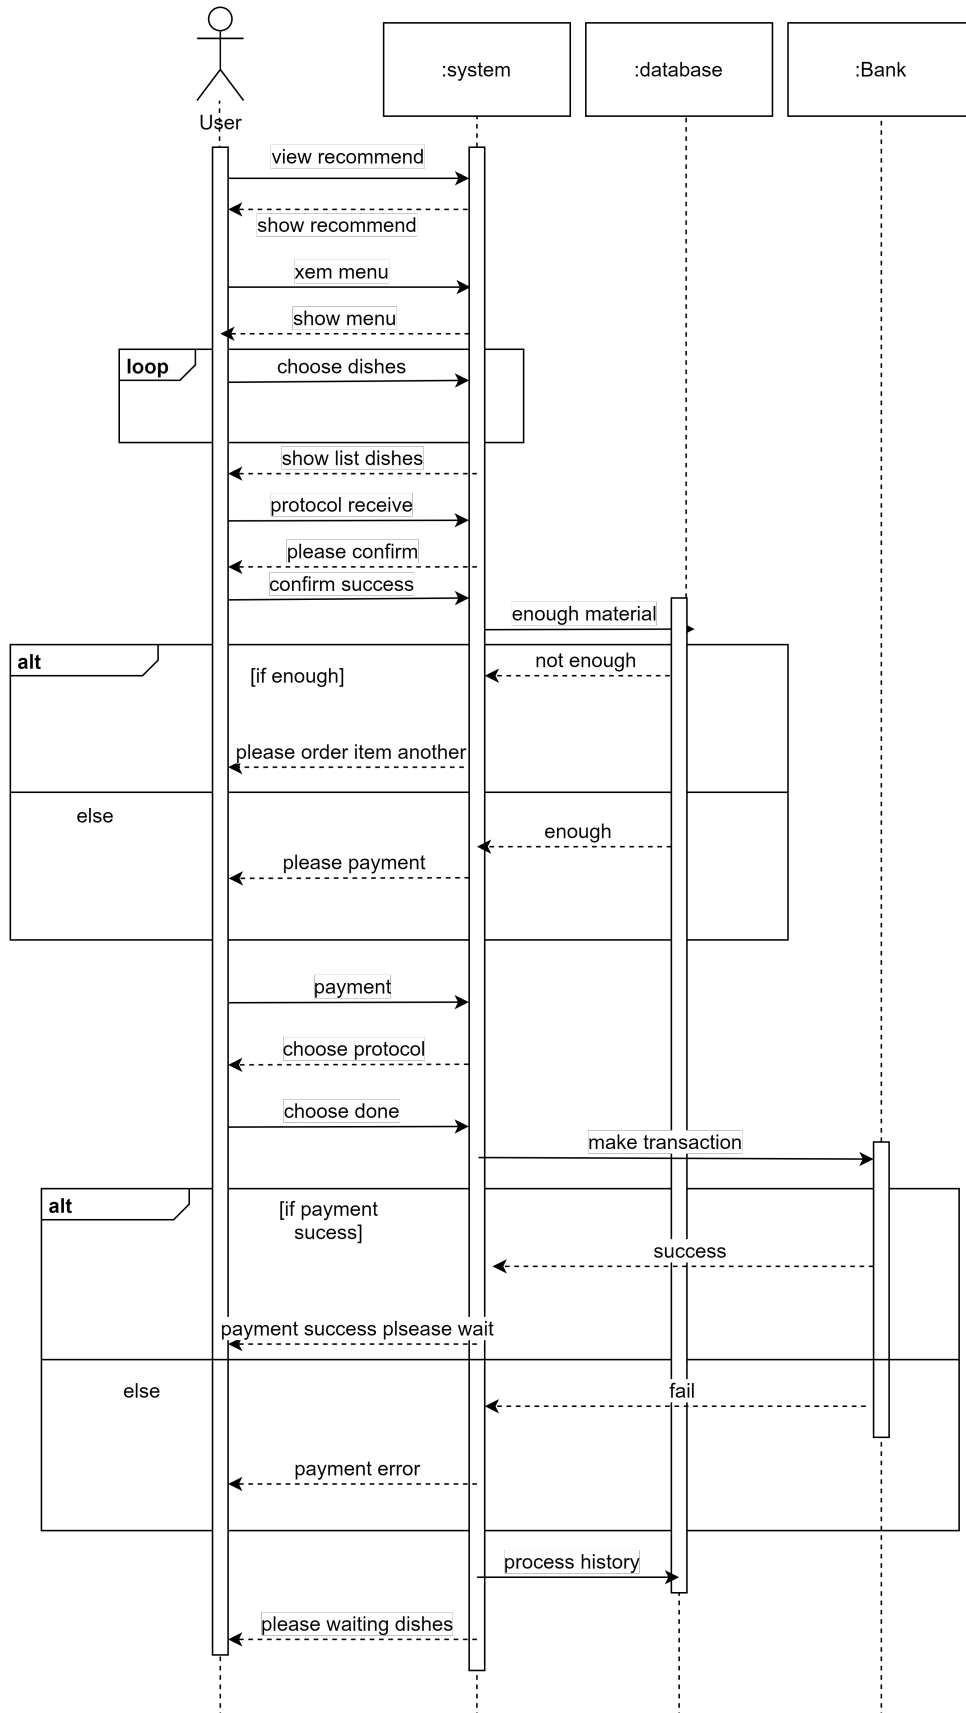 :system
:database
:Bank
User
view recommend
show recommend
xem menu
show menu
loop
choose dishes
show list dishes
protocol receive
please confirm
confirm success
enough material
alt
[if enough]
not enough
please order item another
else
enough
please payment
payment
choose protocol
choose done
make transaction
alt
[if payment
sucess]
success
payment success plsease wait
else
fail
payment error
process history
please waiting dishes